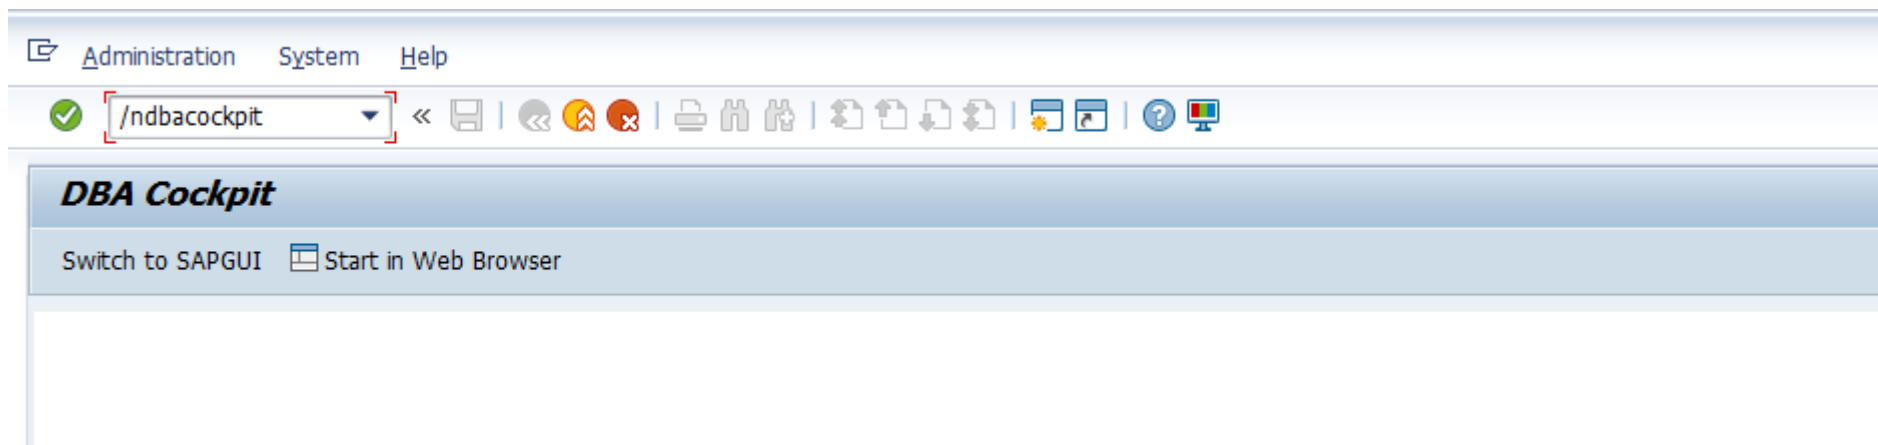 Administration System Help
/ndbacockpit
DBA Cockpit
Switch to SAPGUI Start in Web Browser